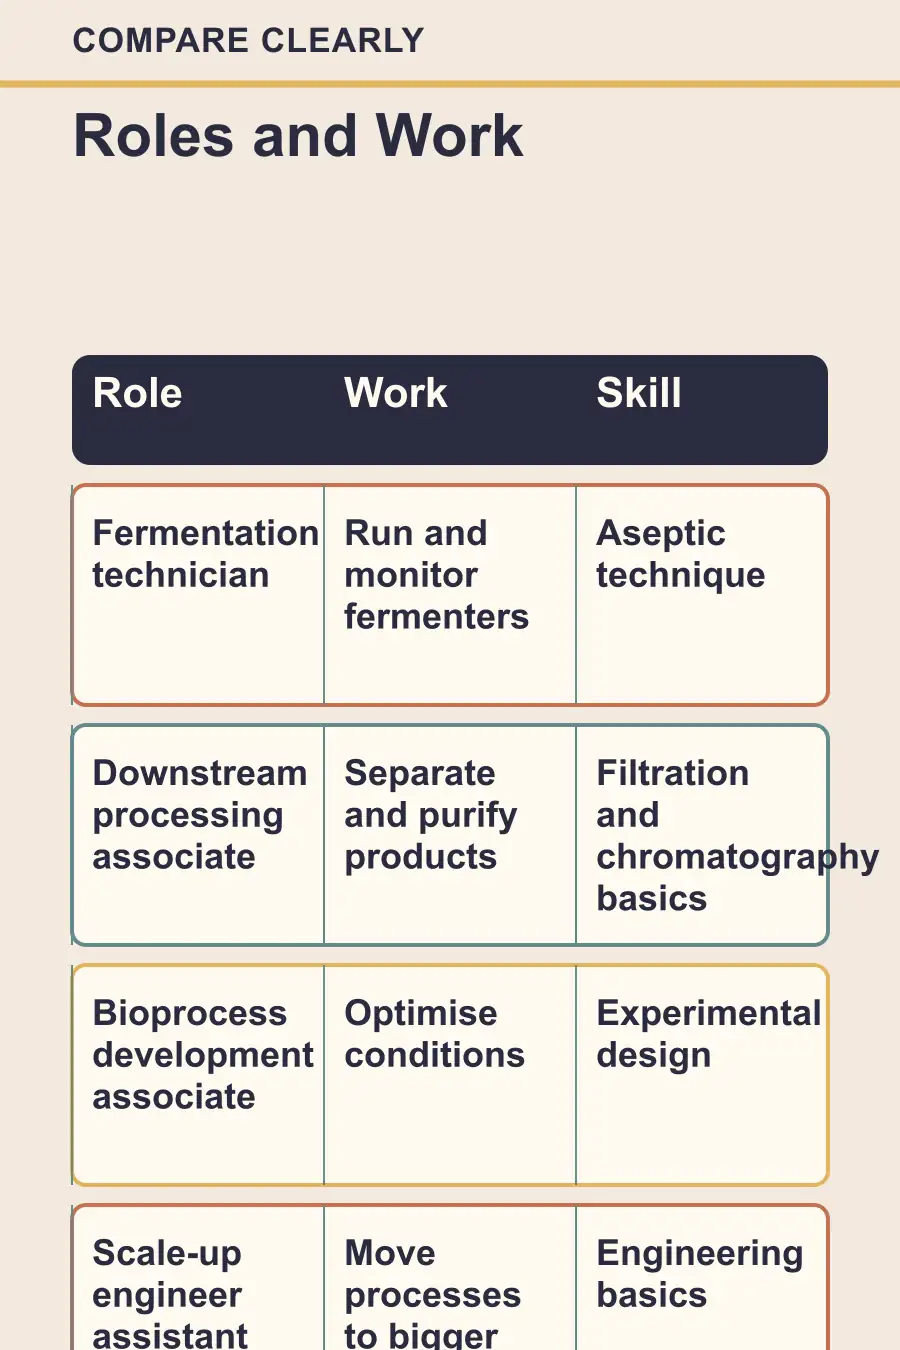 COMPARE CLEARLY
Roles and Work
Role Work Skill
Fermentation
technician
Run and
monitor
fermenters
Aseptic
technique
Downstream
processing
associate
Separate
and purify
products
Filtration
and
chromatography
basics
Bioprocess
development
associate
Optimise
conditions
Experimental
design
Scale-up
engineer
assistant
Move
processes
to bigger
Engineering
basics